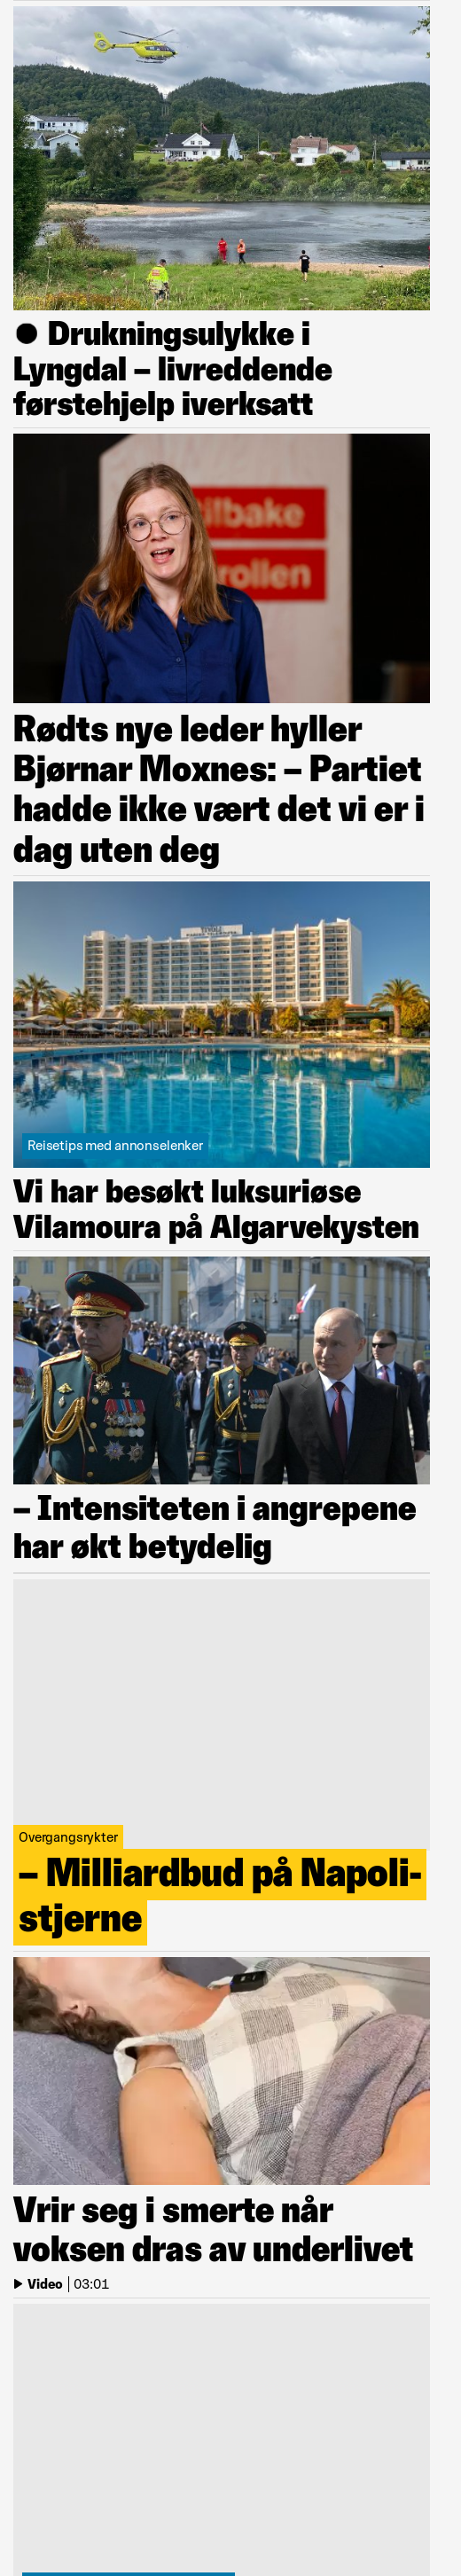 Drukningsulykke i
Lyngdal – livreddende
førstehjelp iverksatt
ilbake
rollen
Rødts nye leder hyller
Bjørnar Moxnes: – Partiet
hadde ikke vært det vi er i
dag uten deg
Reisetips med annonselenker
Vi har besøkt luksuriøse
Vilamoura på Algarvekysten
– Intensiteten i angrepene
har økt betydelig
Overgangsrykter
– Milliardbud på Napoli-
stjerne
Vrir seg i smerte når
voksen dras av underlivet
Video | 03:01